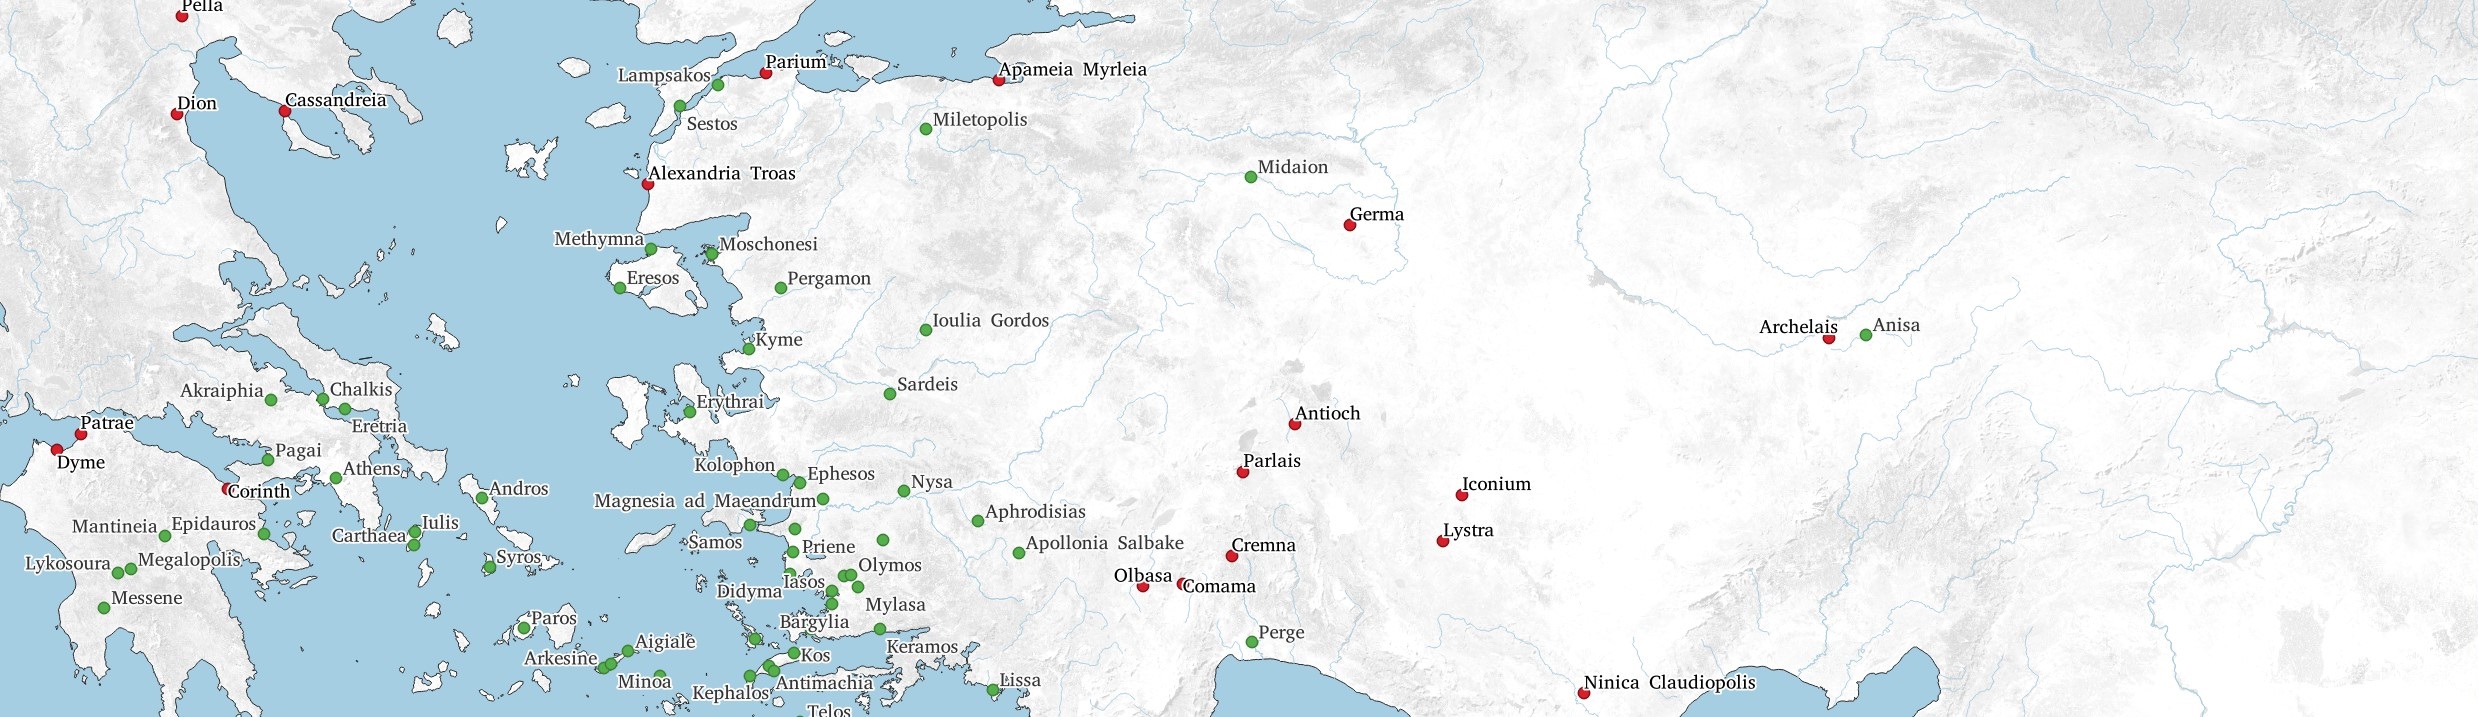 Pella
Parium
Apameia Myrleia
Lampsakos
Dion
Cassandreia
Sestos
Miletopolis
Alexandria Troas
Midaion
Germa
Methymna
Moschonesi
Eresos
Pergamon
Ioulia Gordos
Archelais
Anisa
Kyme
Akraiphia
Chalkis
Sardeis
Erythrai
Antioch
Patrae
Eretria
Dyme
Pagai
Athens
Parlais
Kolophon
Ephesos
Nysa
Iconium
Corinth
Andros
Magnesia ad Maeandrum
Aphrodisias
Mantineia
Epidauros
Iulis
Carthaea
Samos
Lystra
Priene
Apollonia Salbake
Cremna
Lykosoura
Megalopolis
Syros
Olymos
Olbasa
Iasos
Didyma
Comama
Messene
Mylasa
Paros
Bargylia
Perge
Aigiale
Keramos
Arkesine
Kos
Minoa
Antimachia
Kephalos
Lissa
Ninica Claudiopolis
Telos